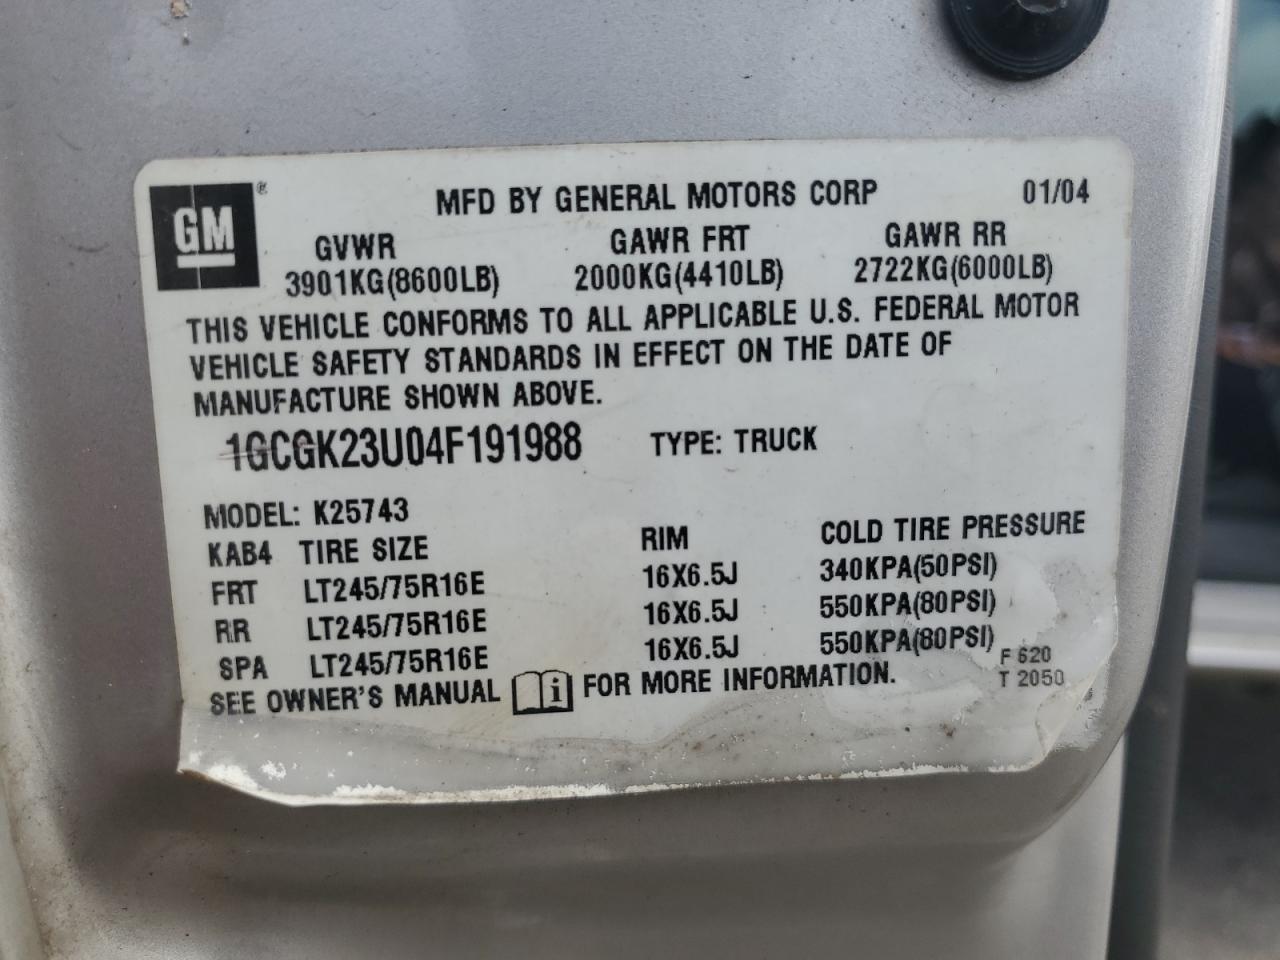 GM®
MFD BY GENERAL MOTORS CORP 01/04
GVWR GAWR FRT GAWR RR
3901KG(8600LB) 2000KG(4410LB) 2722KG(6000LB)
THIS VEHICLE CONFORMS TO ALL APPLICABLE U.S. FEDERAL MOTOR
VEHICLE SAFETY STANDARDS IN EFFECT ON THE DATE OF
MANUFACTURE SHOWN ABOVE.
1GCGK23U04F191988 TYPE: TRUCK
MODEL: K25743
KAB4 TIRE SIZE RIM COLD TIRE PRESSURE
FRT LT245/75R16E 16X6.5J 340KPA(50PSI)
RR LT245/75R16E 16X6.5J 550KPA(80PSI)
SPA LT245/75R16E 16X6.5J 550KPA(80PSI)
SEE OWNER'S MANUAL i FOR MORE INFORMATION.
F 620
T 2050